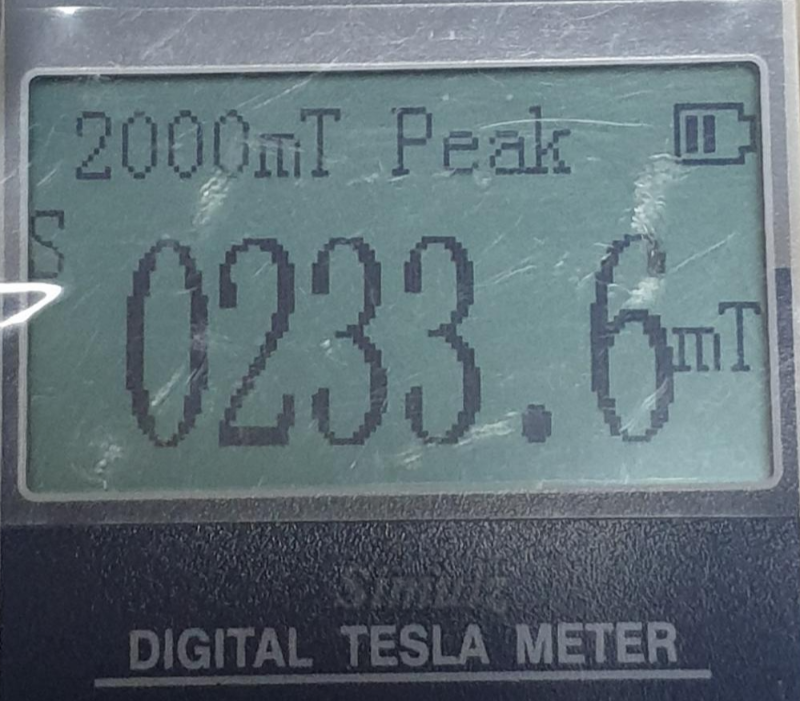 2000mT Peak
S
0233.6mT
DIGITAL TESLA METER